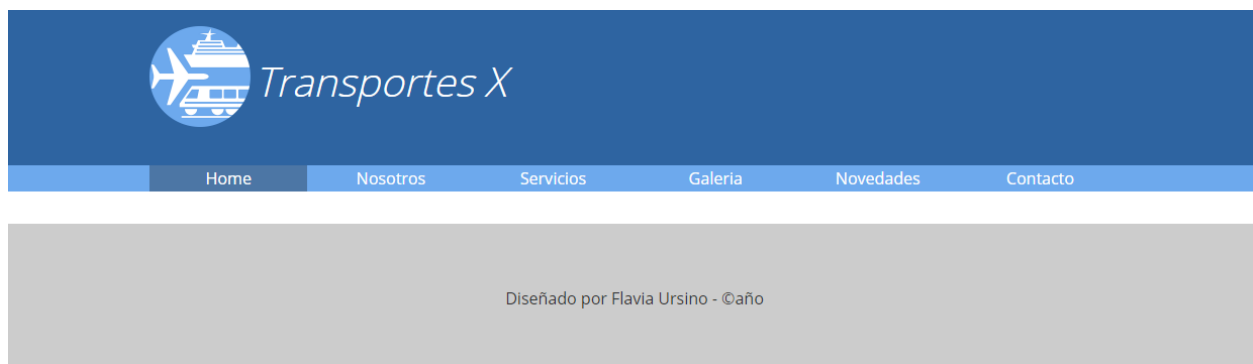 Transportes X
Home Nosotros Servicios Galeria Novedades Contacto
Diseñado por Flavia Ursino - ©año